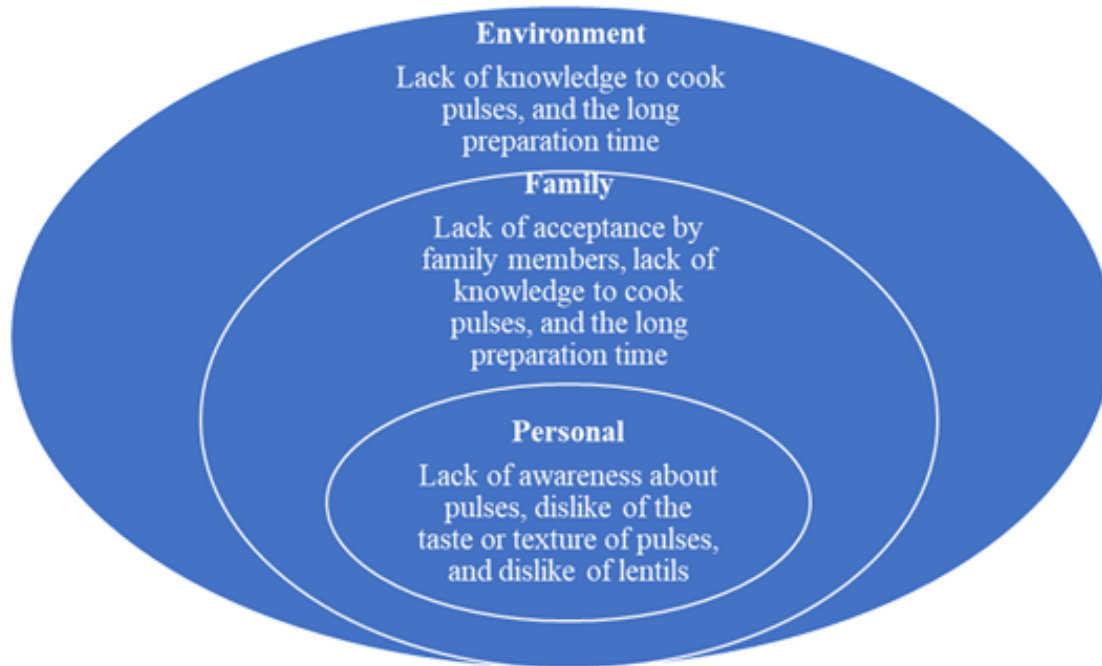 Environment
Lack of knowledge to cook
pulses, and the long
preparation time
Family
Lack of acceptance by
family members, lack of
knowledge to cook
pulses, and the long
preparation time
Personal
Lack of awareness about
pulses, dislike of the
taste or texture of pulses,
and dislike of lentils